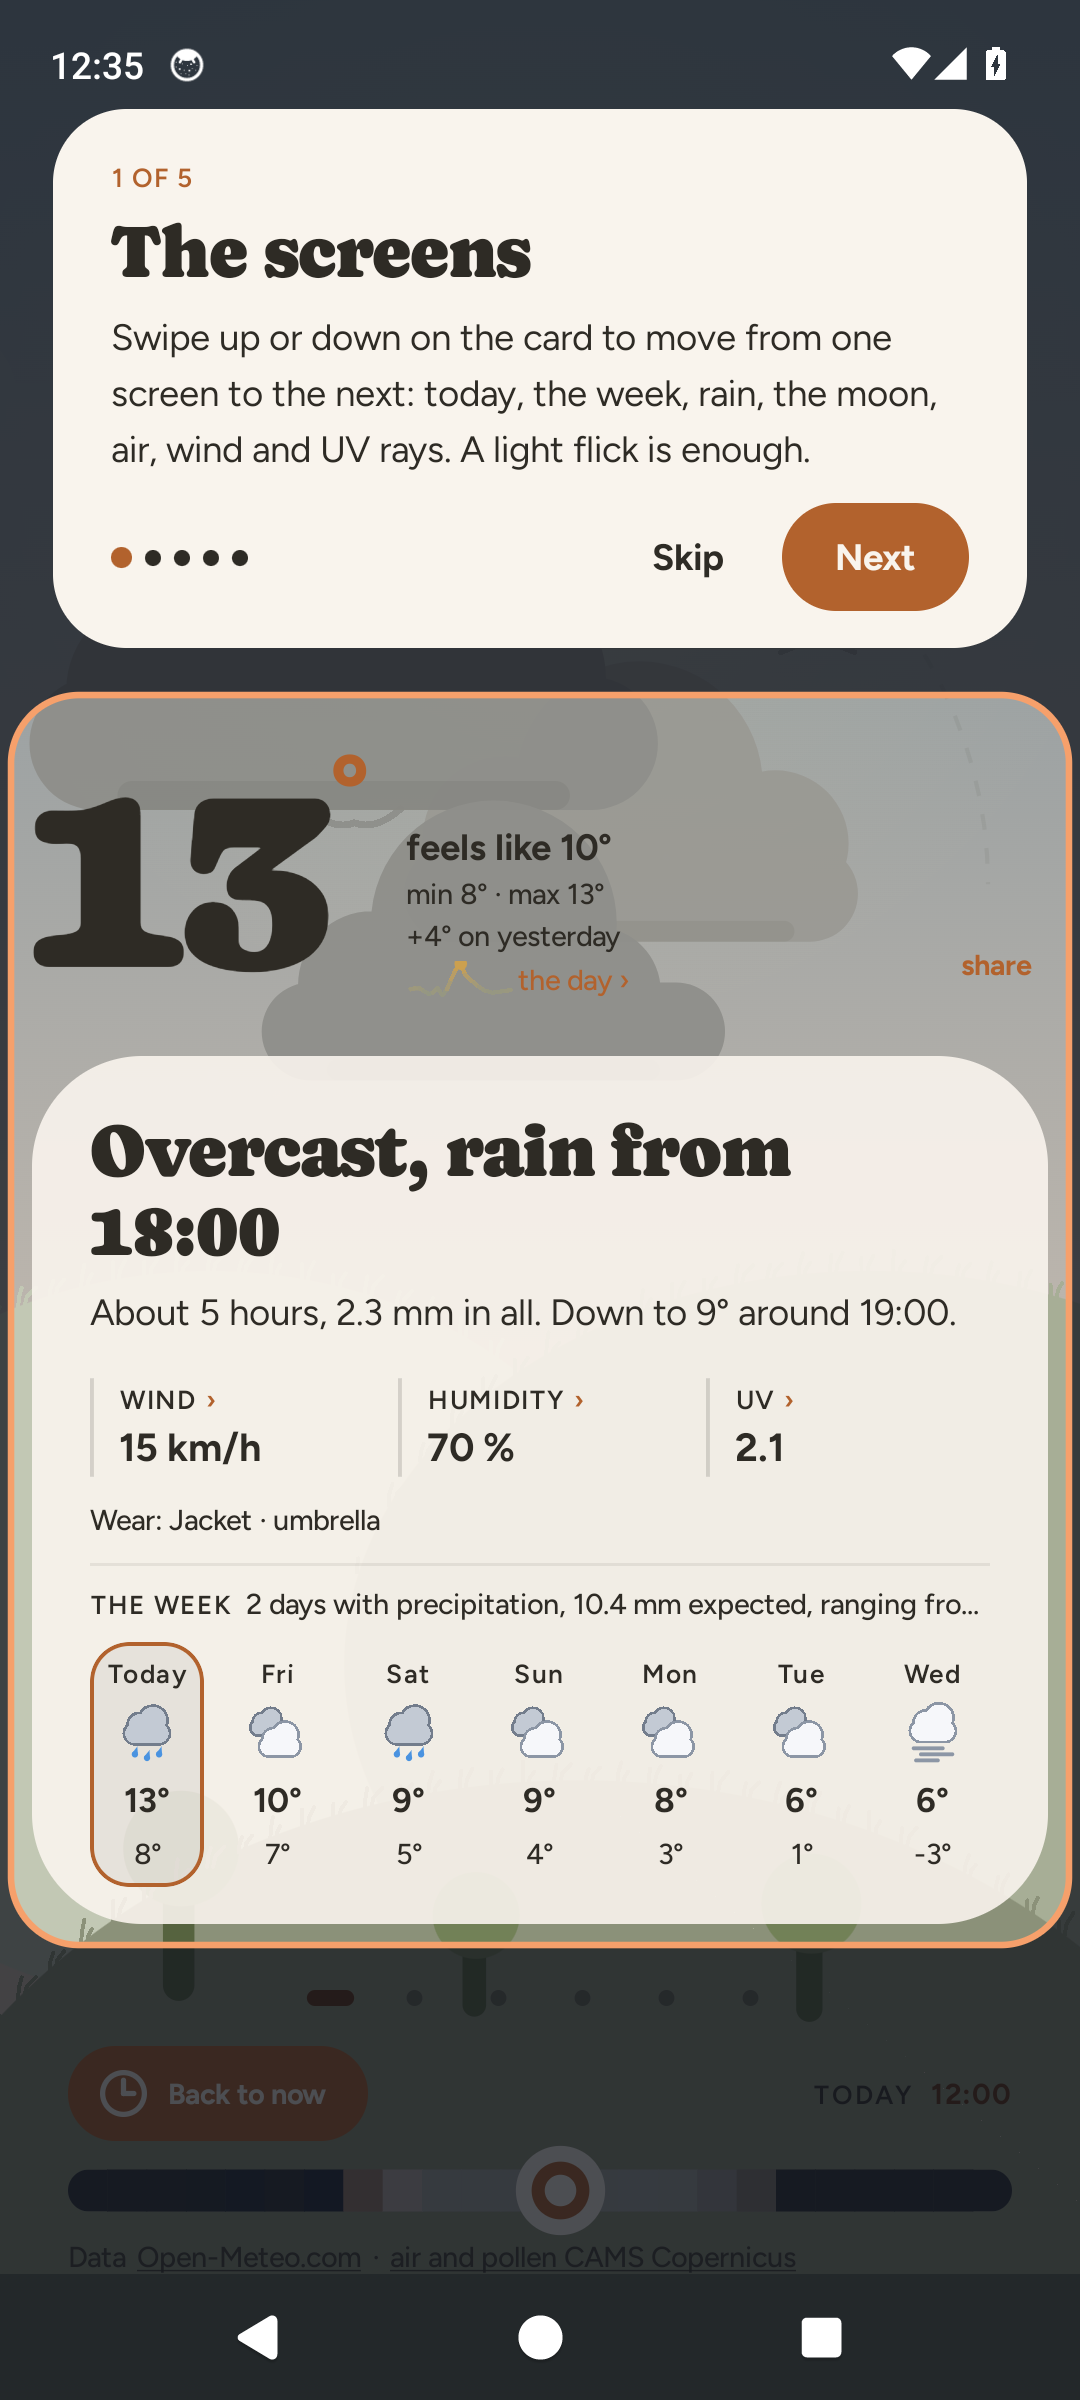 12:35
1 OF 5
The screens
Swipe up or down on the card to move from one
screen to the next: today, the week, rain, the moon,
air, wind and UV rays. A light flick is enough.
Skip
Next
13°
feels like 10°
min 8° · max 13°
+4° on yesterday
the day ›
share
Overcast, rain from
18:00
About 5 hours, 2.3 mm in all. Down to 9° around 19:00.
WIND › HUMIDITY › UV ›
15 km/h 70 % 2.1
Wear: Jacket · umbrella
THE WEEK 2 days with precipitation, 10.4 mm expected, ranging fro...
Today Fri Sat Sun Mon Tue Wed
13° 10° 9° 9° 8° 6° 6°
8° 7° 5° 4° 3° 1° -3°
Back to now
TODAY 12:00
Data Open-Meteo.com · air and pollen CAMS Copernicus